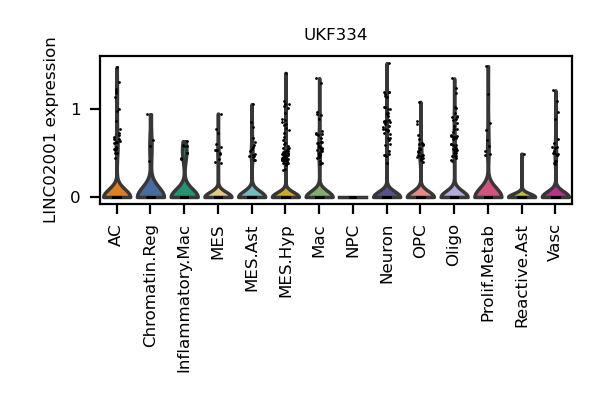 UKF334
LINC02001 expression
1
0
AC
Chromatin.Reg
Inflammatory.Mac
MES
MES.Ast
MES.Hyp
Mac
NPC
Neuron
OPC
Oligo
Prolif.Metab
Reactive.Ast
Vasc